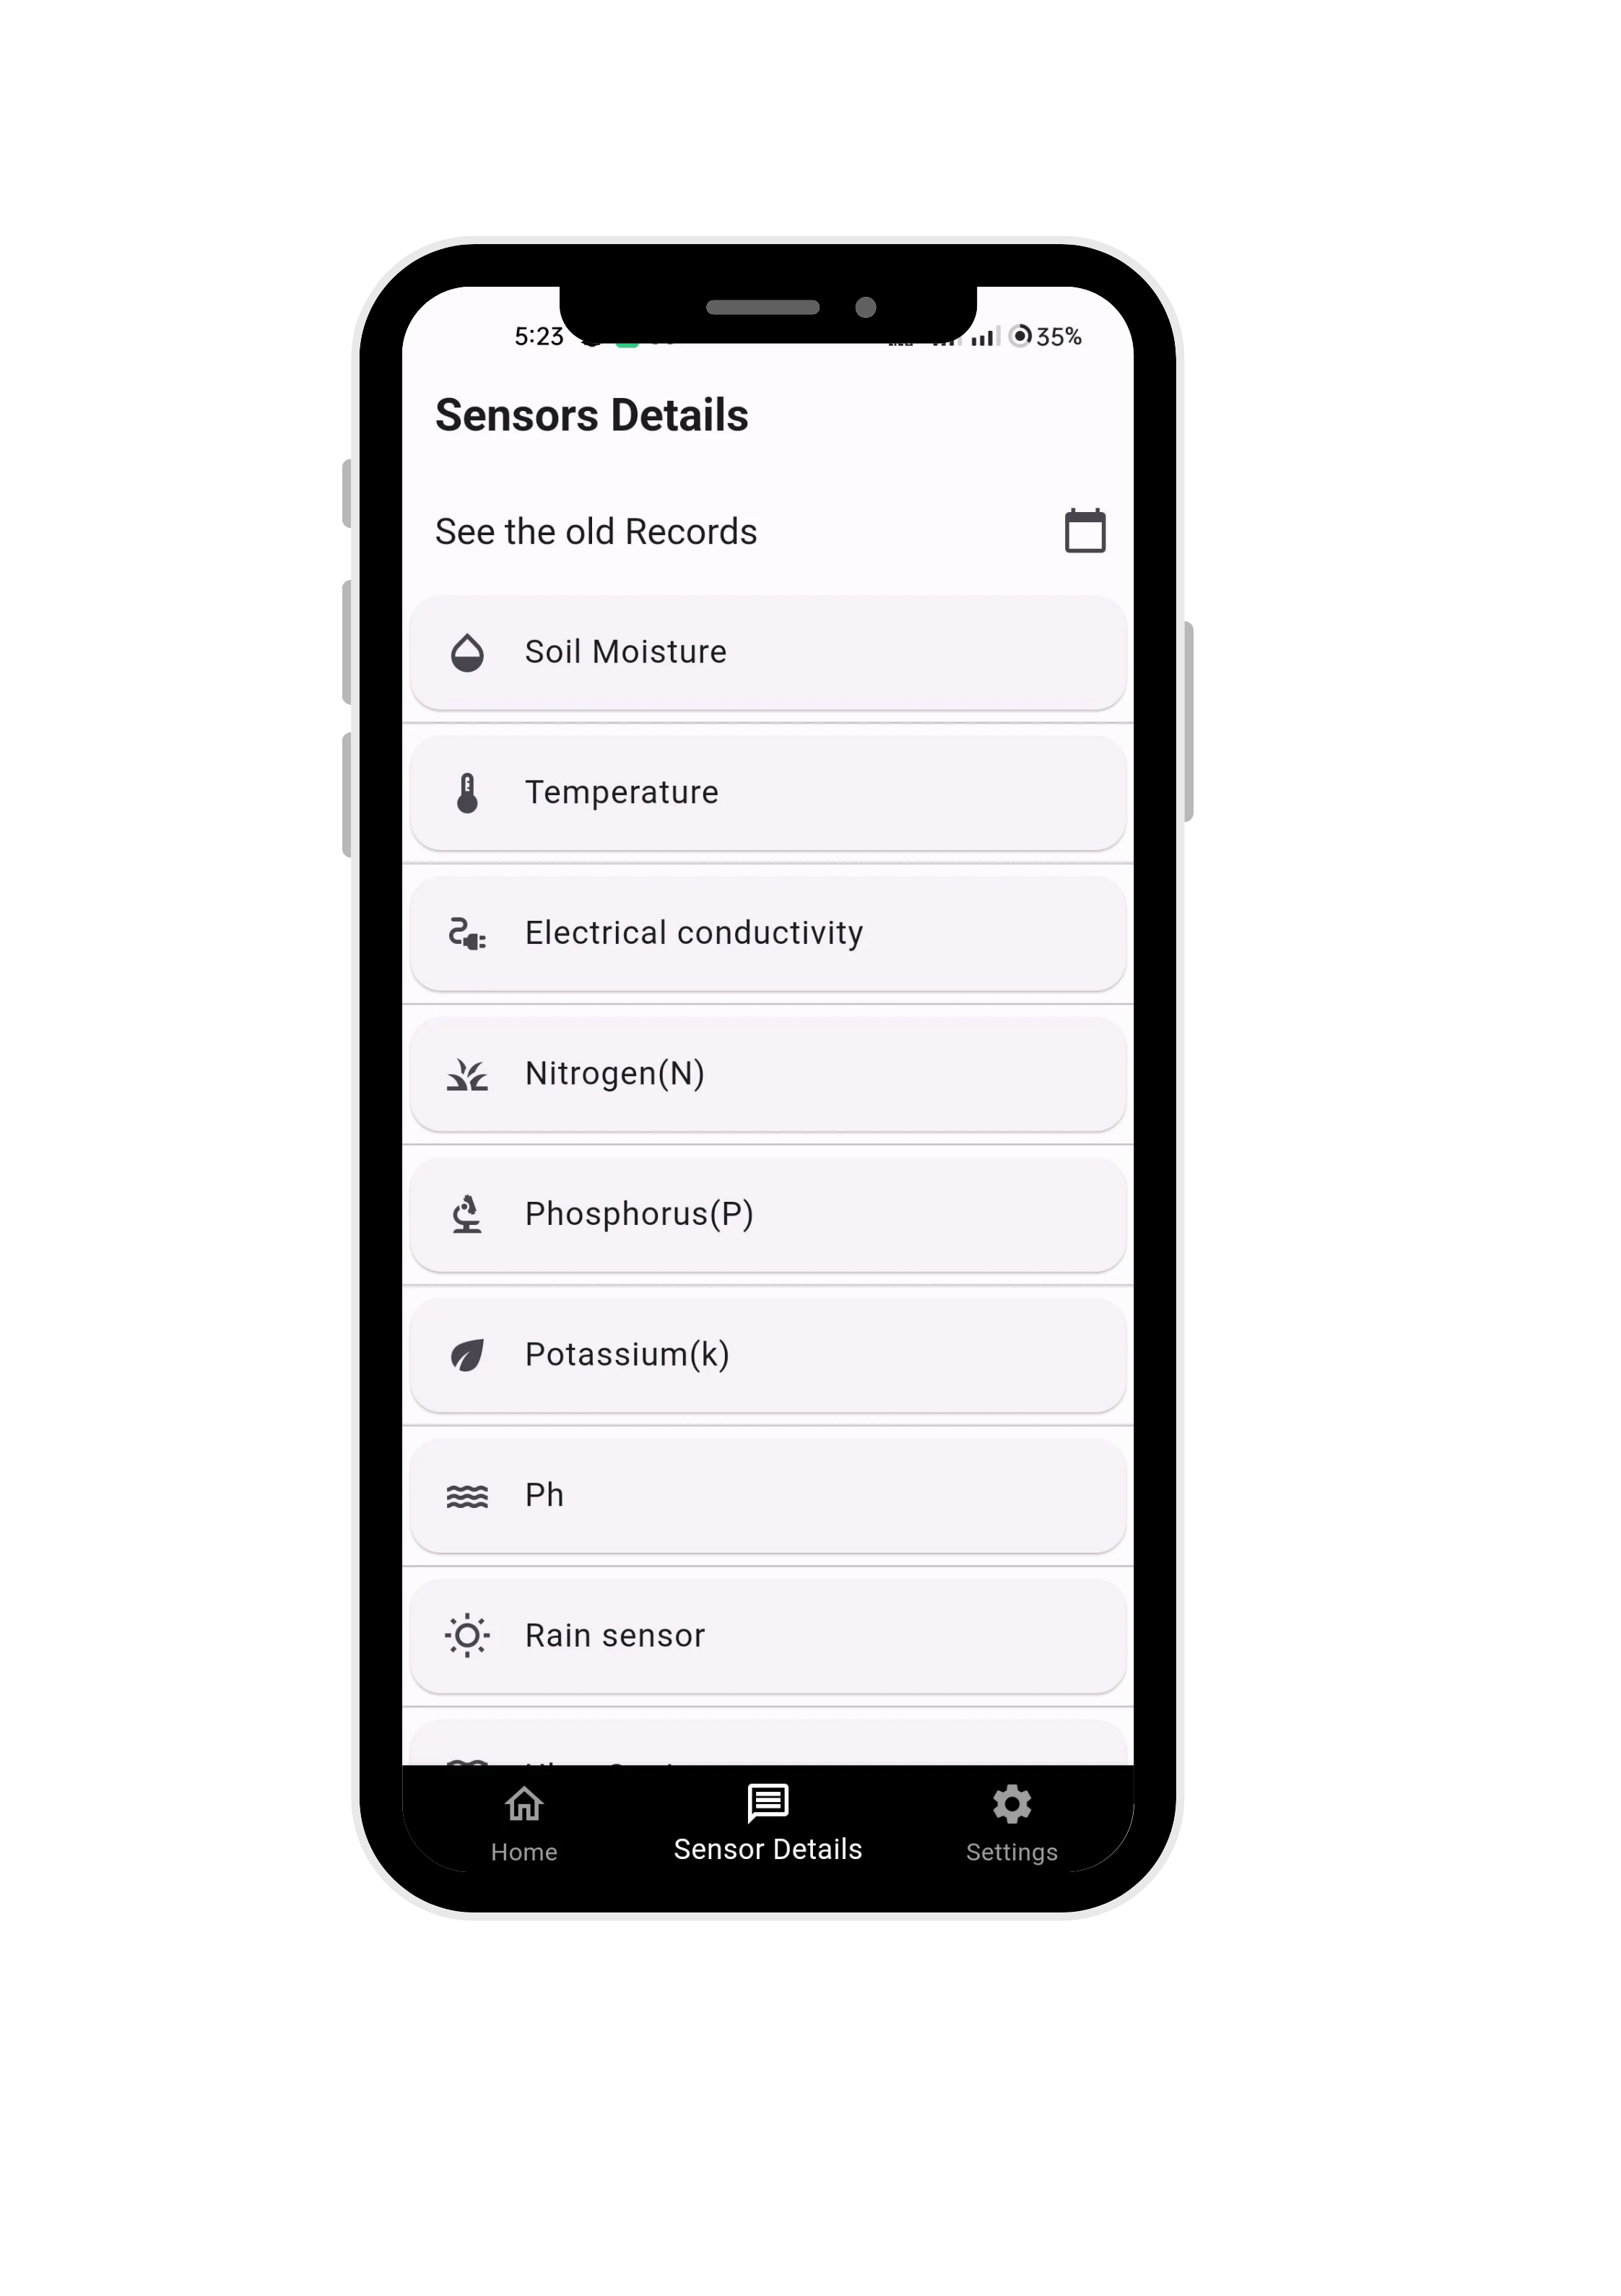 5:23
35%
Sensors Details
See the old Records
Soil Moisture
Temperature
Electrical conductivity
Nitrogen(N)
Phosphorus(P)
Potassium(k)
Ph
Rain sensor
Home
Sensor Details
Settings